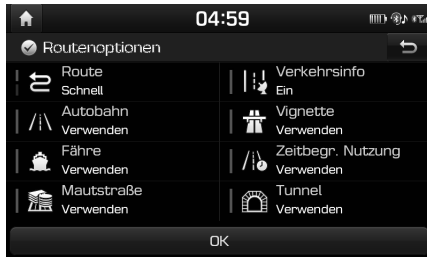 04:59
Routenoptionen
Route
Schnell
Verkehrsinfo
Ein
Autobahn
Verwenden
Vignette
Verwenden
Fähre
Verwenden
Zeitbegr. Nutzung
Verwenden
Mautstraße
Verwenden
Tunnel
Verwenden
OK